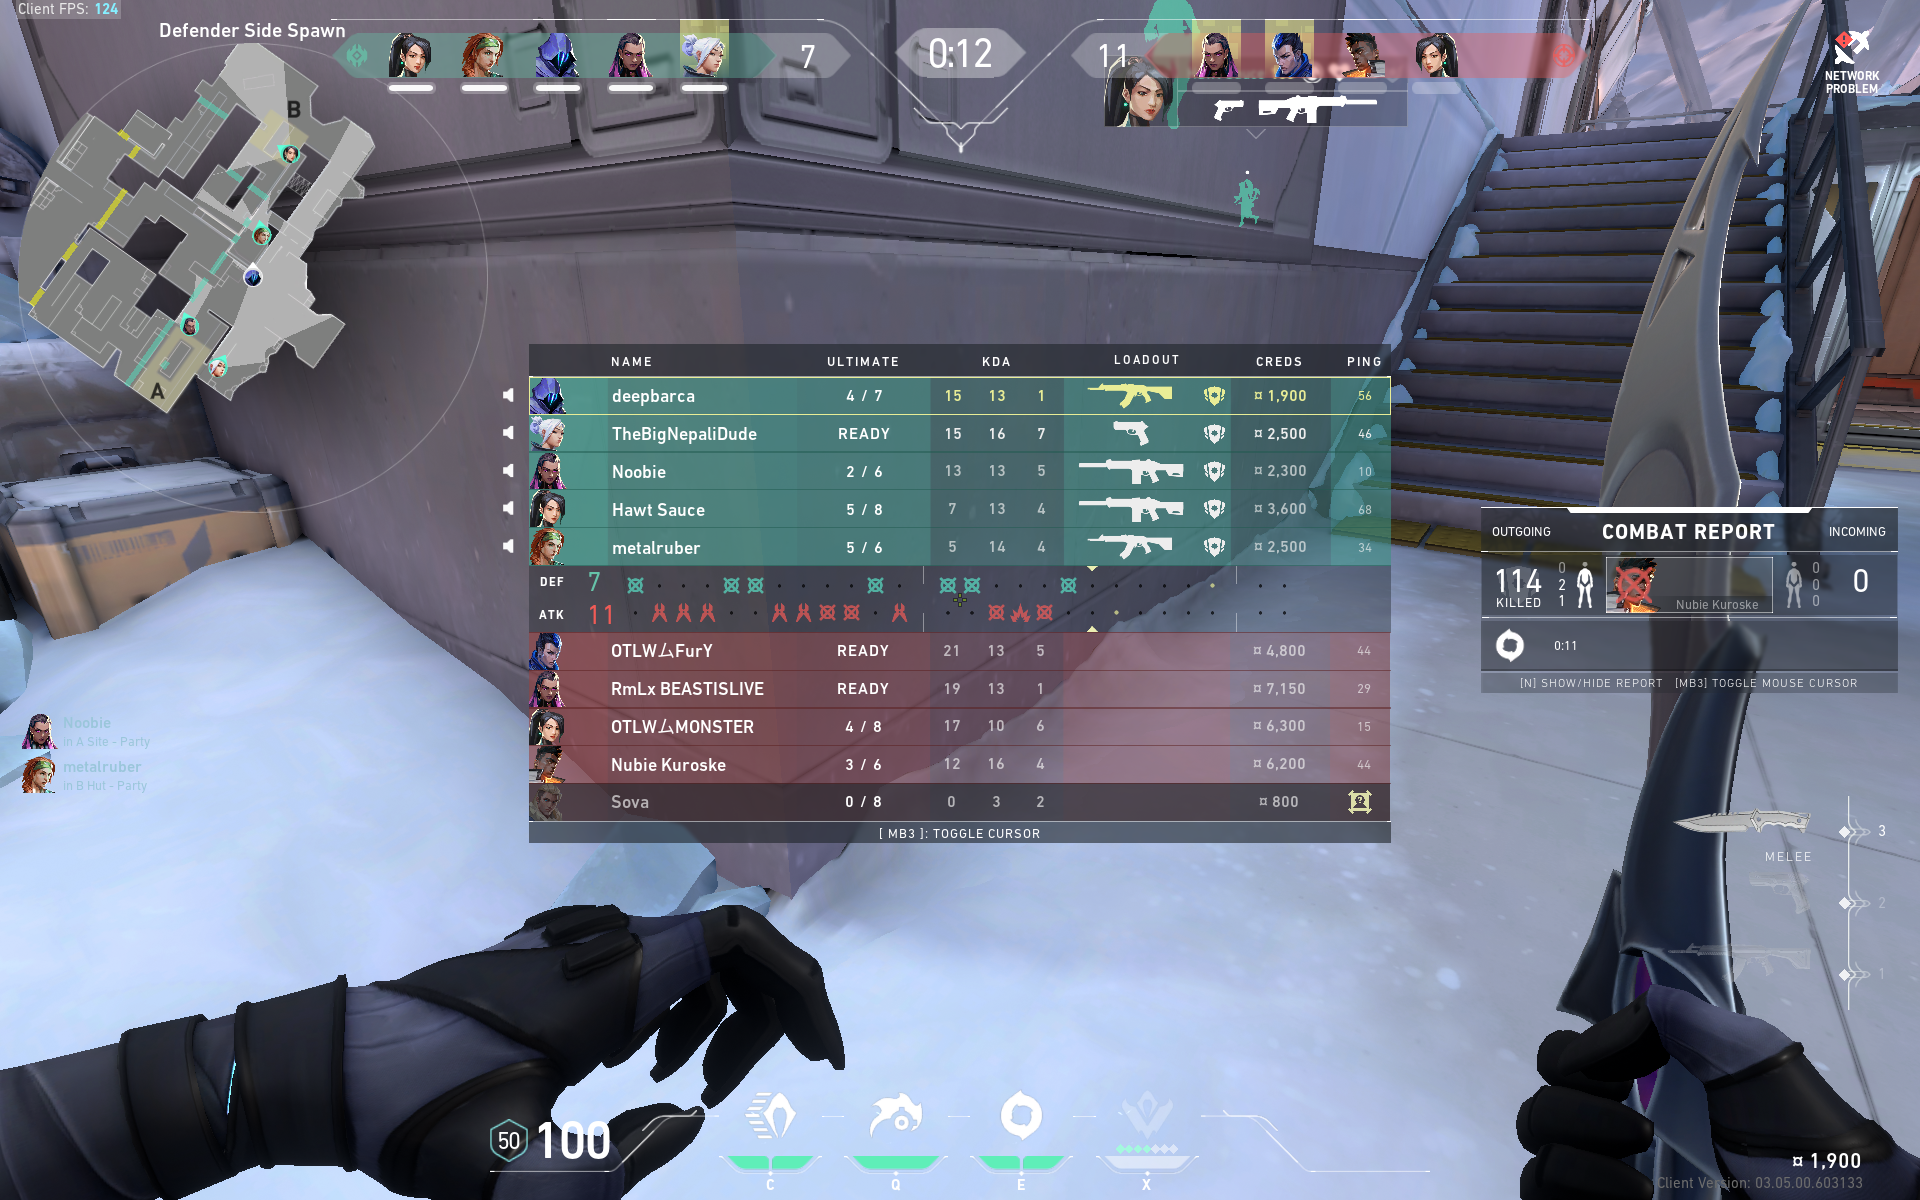 Client FPS: 124
Defender Side Spawn
7
0:12
11
NETWORK
PROBLEM
B
A
NAME ULTIMATE KDA LOADOUT CREDS PING
deepbarca 4 / 7 15 13 1 ¤ 1,900 56
TheBigNepaliDude READY 15 16 7 ¤ 2,500 46
Noobie 2 / 6 13 13 5 ¤ 2,300 10
Hawt Sauce 5 / 8 7 13 4 ¤ 3,600 68
metalruber 5 / 6 5 14 4 ¤ 2,500 34
DEF 7
ATK 11
OTLWムFurY READY 21 13 5 ¤ 4,800 44
RmLx BEASTISLIVE READY 19 13 1 ¤ 7,150 29
OTLWムMONSTER 4 / 8 17 10 6 ¤ 6,300 15
Nubie Kuroske 3 / 6 12 16 4 ¤ 6,200 44
Sova 0 / 8 0 3 2 ¤ 800
[ MB3 ]: TOGGLE CURSOR
OUTGOING COMBAT REPORT INCOMING
114 KILLED 0 2 1 Nubie Kuroske 0 0 0 0
0:11
[N] SHOW/HIDE REPORT [MB3] TOGGLE MOUSE CURSOR
Noobie
in A Site - Party
metalruber
in B Hut - Party
3
MELEE
2
1
50 100
C Q E X
¤ 1,900
Client Version: 03.05.00.603133